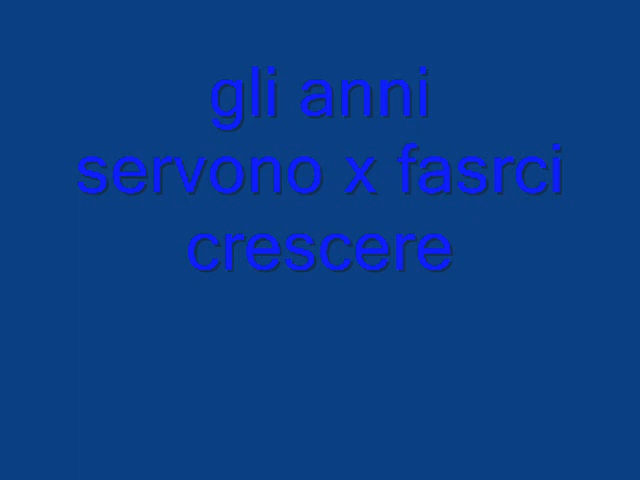 gli anni
servono x fasrci
crescere